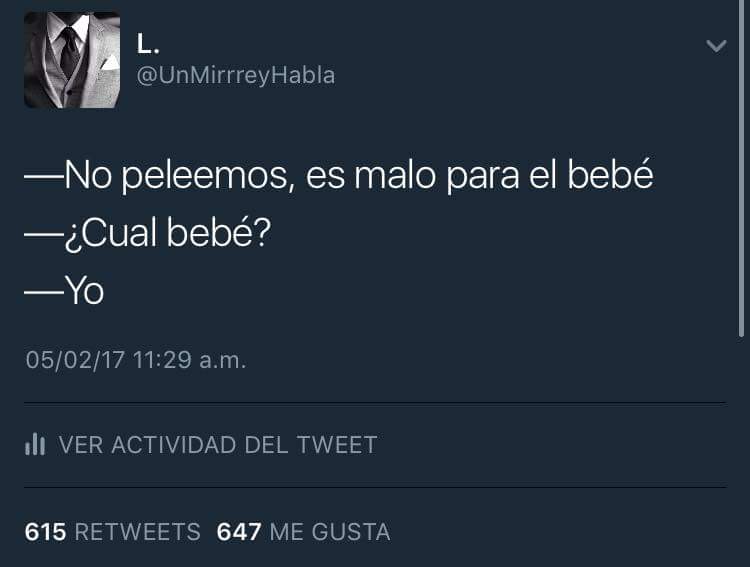 L.
@UnMirrreyHabla
—No peleemos, es malo para el bebé
—¿Cual bebé?
—Yo
05/02/17 11:29 a.m.
VER ACTIVIDAD DEL TWEET
615 RETWEETS 647 ME GUSTA